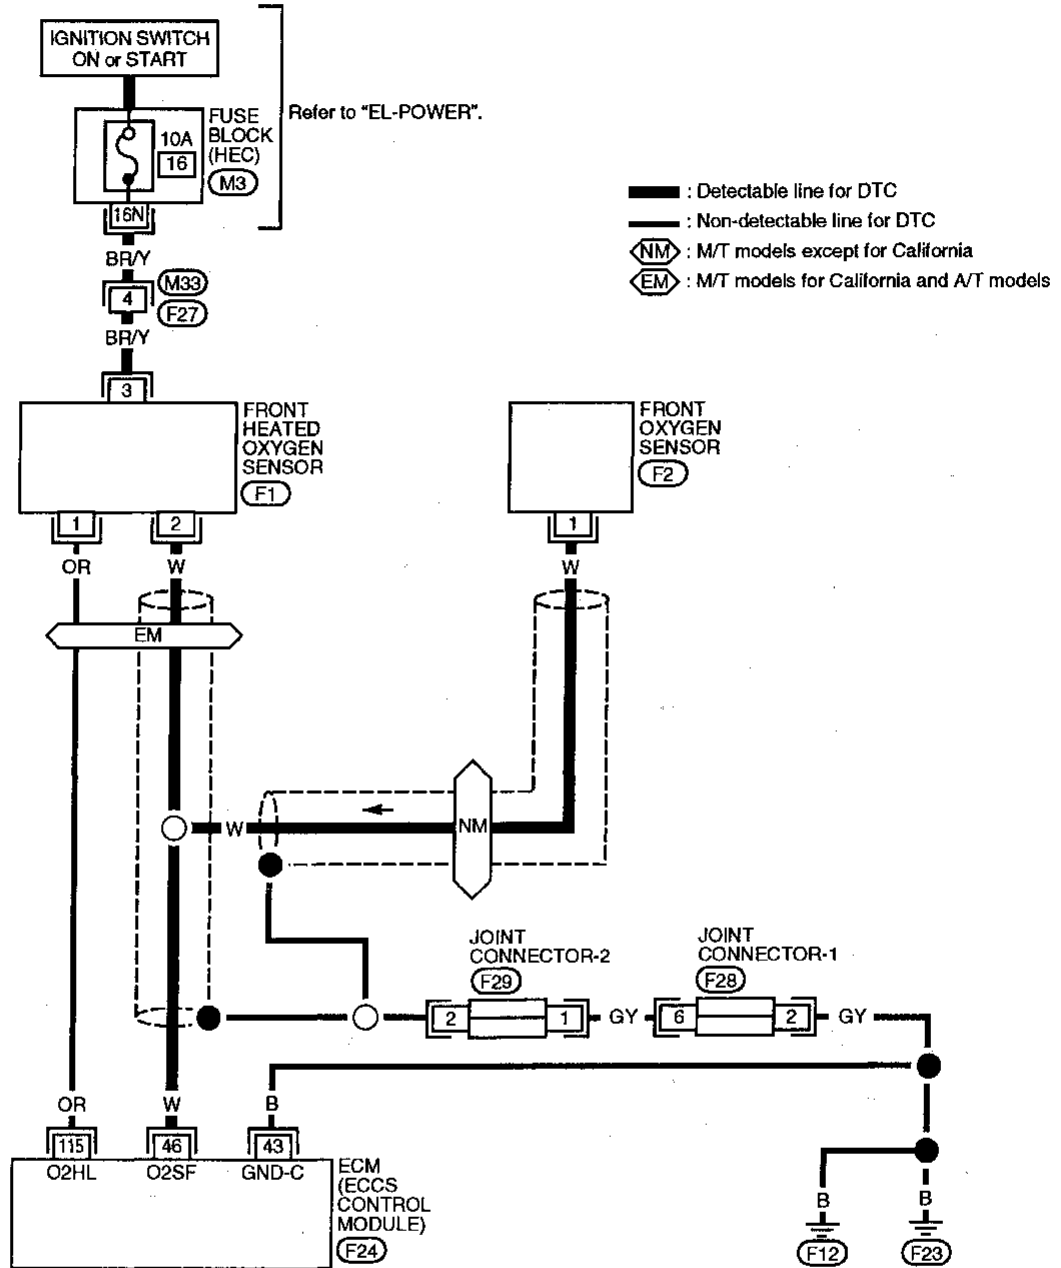 IGNITION SWITCH
ON or START
Refer to "EL-POWER".
FUSE
BLOCK
(HEC)
M3
10A
16
16N
BR/Y
M33
4
F27
BR/Y
3
: Detectable line for DTC
: Non-detectable line for DTC
NM : M/T models except for California
EM : M/T models for California and A/T models
FRONT
HEATED
OXYGEN
SENSOR
F1
FRONT
OXYGEN
SENSOR
F2
1
2
1
OR
W
W
EM
W
NM
JOINT
CONNECTOR-2
F29
JOINT
CONNECTOR-1
F28
2
1
GY
6
2
GY
OR
W
B
115
46
43
O2HL
O2SF
GND-C
ECM
(ECCS
CONTROL
MODULE)
F24
B
B
F12
F23